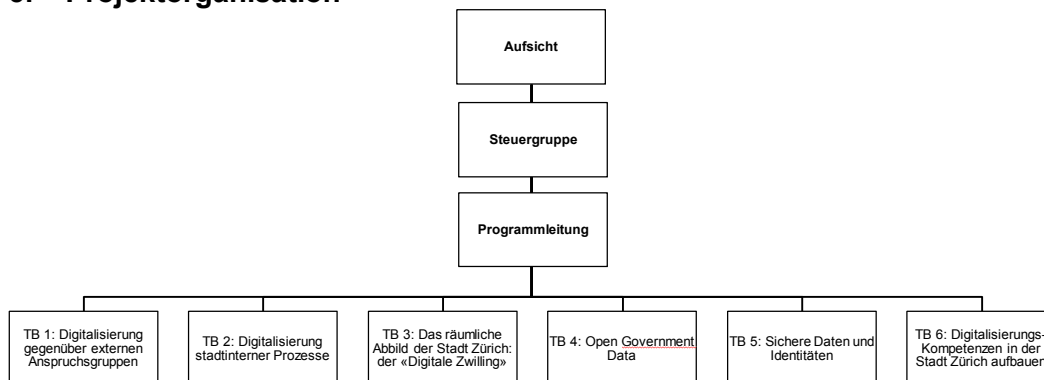 Projektorganisation
Aufsicht
Steuergruppe
Programmleitung
TB 1: Digitalisierung
gegenüber externen
Anspruchsgruppen
TB 2: Digitalisierung
stadtinterner Prozesse
TB 3: Das räumliche
Abbild der Stadt Zürich:
der «Digitale Zwilling»
TB 4: Open Government
Data
TB 5: Sichere Daten und
Identitäten
TB 6: Digitalisierungs-
Kompetenzen in der
Stadt Zürich aufbauen